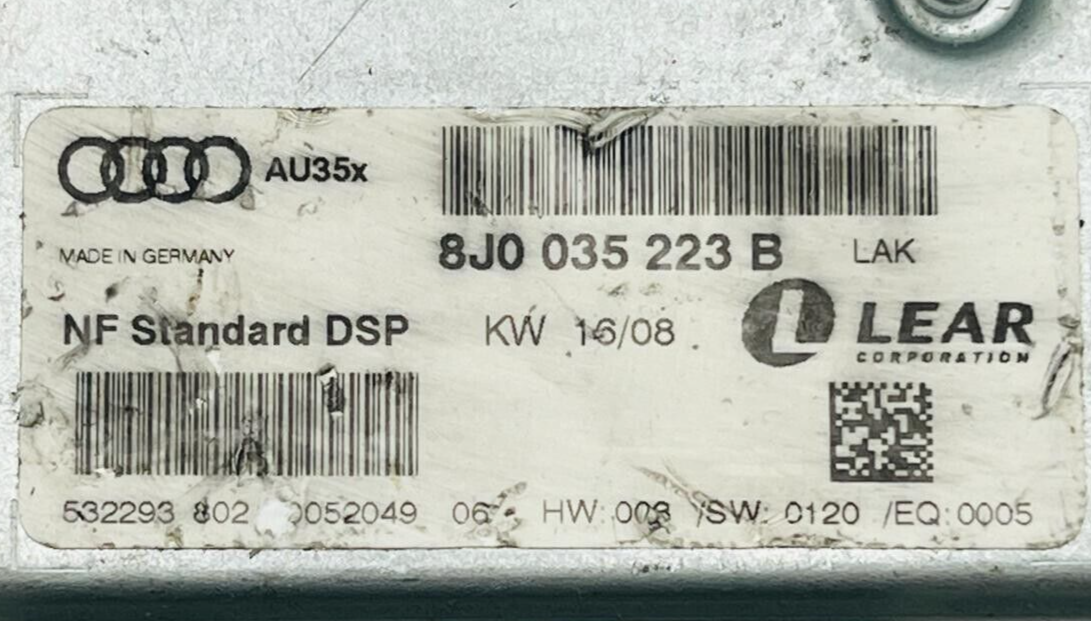 AU35x
MADE IN GERMANY
8J0 035 223 B LAK
NF Standard DSP KW 16/08
LEAR
CORPORATION
532293 802 0052049 06 HW: 003 /SW: 0120 /EQ: 0005